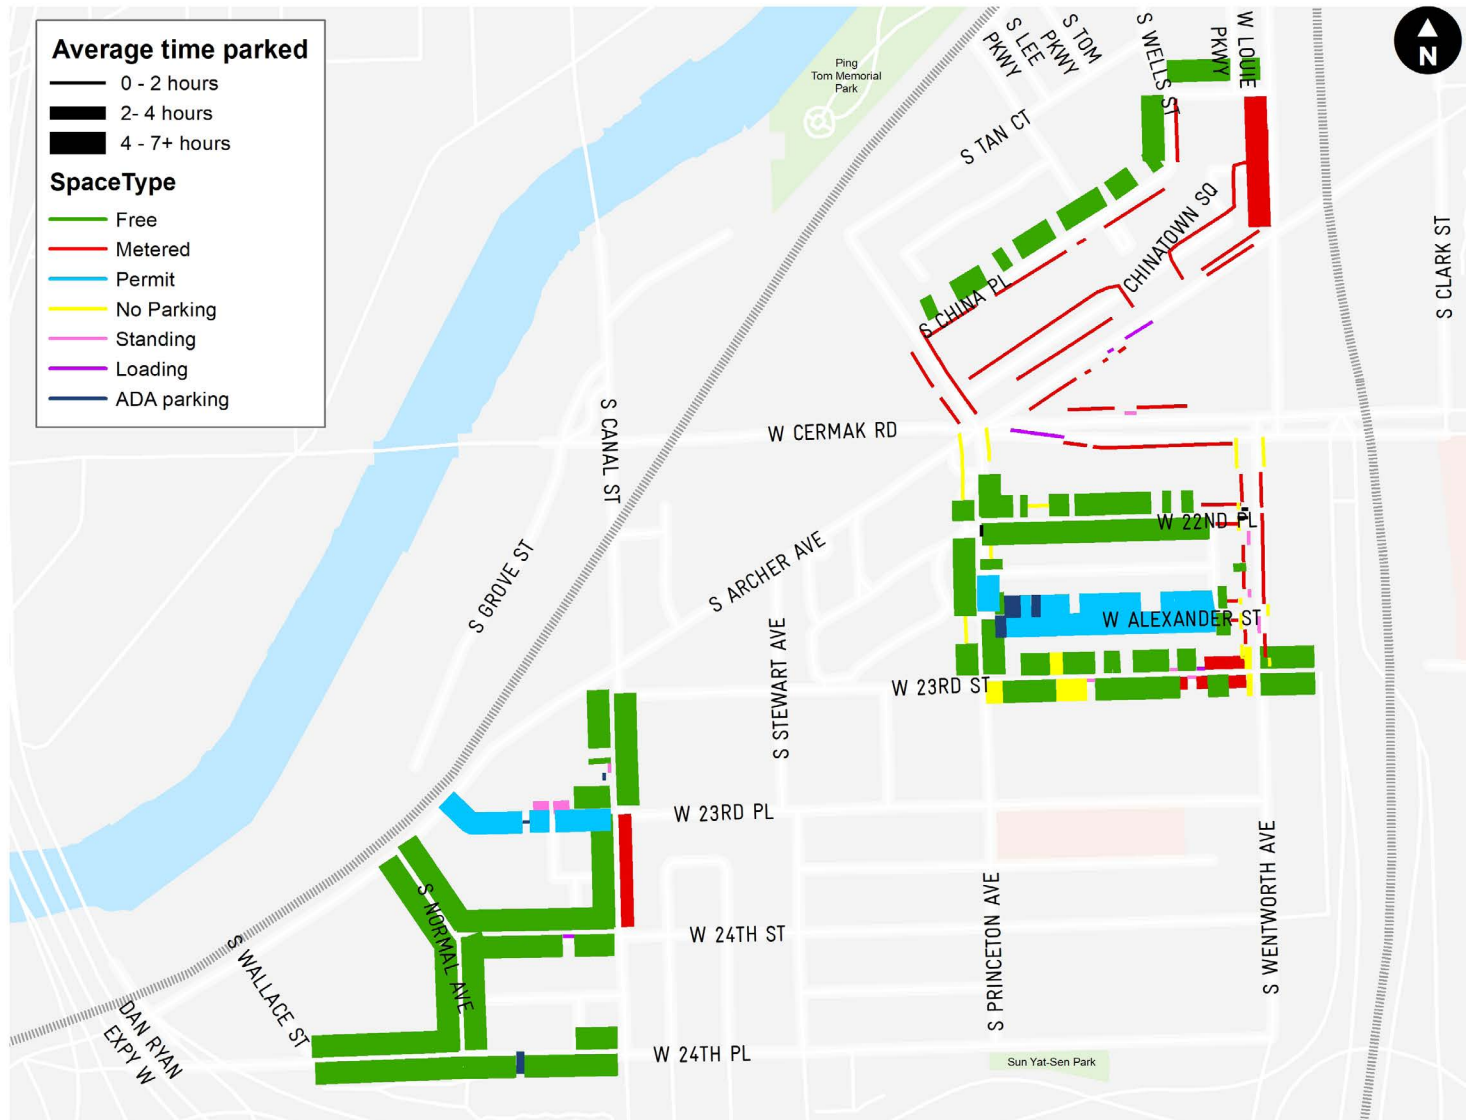 Average time parked
0 - 2 hours
2- 4 hours
4 - 7+ hours
SpaceType
Free
Metered
Permit
No Parking
Standing
Loading
ADA parking
N
Ping
Tom Memorial
Park
S LEE
PKWY
S TOM
PKWY
S WELLS ST
W LOUIE
PKWY
S TAN CT
CHINATOWN SQ
S CHINA PL
S CLARK ST
W CERMAK RD
S CANAL ST
S GROVE ST
S ARCHER AVE
W 22ND PL
W ALEXANDER ST
S STEWART AVE
W 23RD ST
W 23RD PL
S NORMAL AVE
W 24TH ST
S PRINCETON AVE
S WENTWORTH AVE
S WALLACE ST
DAN RYAN
EXPY W
W 24TH PL
Sun Yat-Sen Park